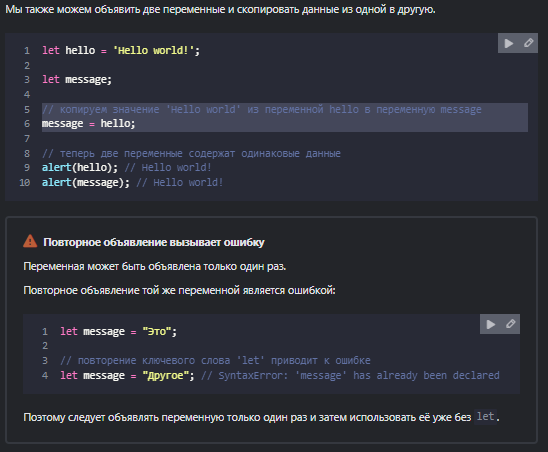 Мы также можем объявить две переменные и скопировать данные из одной в другую.
1 let hello = 'Hello world!';
2
3 let message;
4
5 // копируем значение 'Hello world' из переменной hello в переменную message
6 message = hello;
7
8 // теперь две переменные содержат одинаковые данные
9 alert(hello); // Hello world!
10 alert(message); // Hello world!
Повторное объявление вызывает ошибку
Переменная может быть объявлена только один раз.
Повторное объявление той же переменной является ошибкой:
1 let message = "Это";
2
3 // повторение ключевого слова 'let' приводит к ошибке
4 let message = "Другое"; // SyntaxError: 'message' has already been declared
Поэтому следует объявлять переменную только один раз и затем использовать её уже без let.